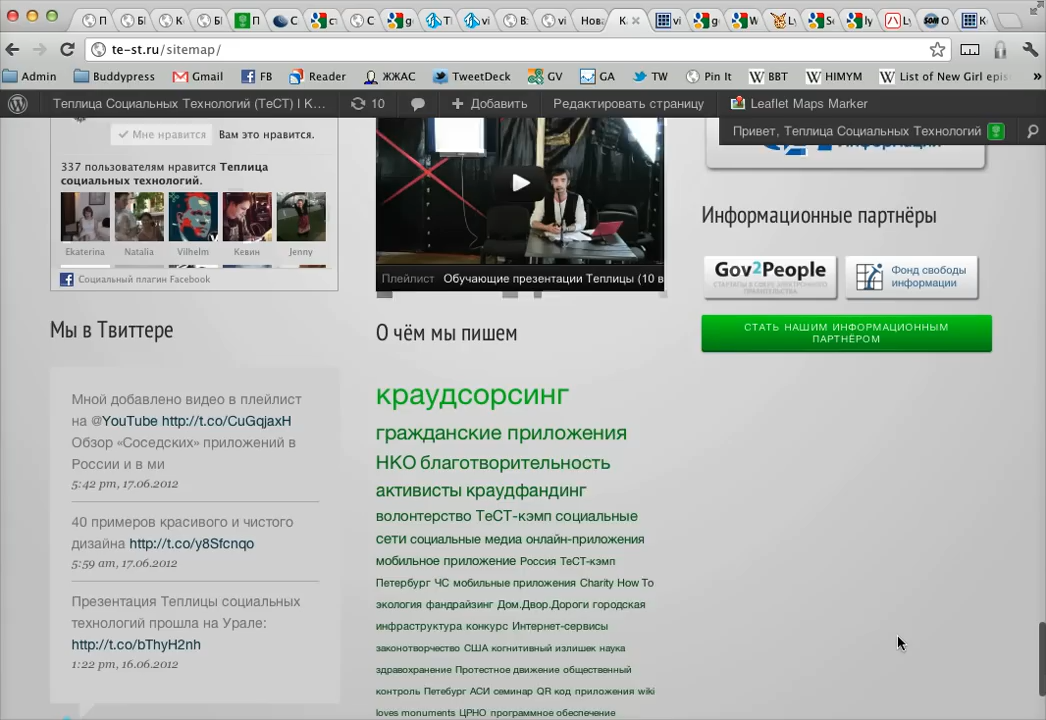 te-st.ru/sitemap/
Admin Buddypress Gmail FB Reader ЖЖАС TweetDeck GV GA TW Pin It BBT HIMYM List of New Girl epis
Теплица Социальных Технологий (ТеСТ) | К... 10 Добавить Редактировать страницу Leaflet Maps Marker
Привет, Теплица Социальных Технологий
Мне нравится Вам это нравится.
337 пользователям нравится Теплица
социальных технологий.
Ekaterina Natalia Vilhelm Кевин Jenny
Социальный плагин Facebook
Мы в Твиттере
Мной добавлено видео в плейлист
на @YouTube http://t.co/CuGqjaxH
Обзор «Соседских» приложений в
России и в ми
5:42 pm, 17.06.2012
40 примеров красивого и чистого
дизайна http://t.co/y8Sfcnqo
5:59 am, 17.06.2012
Презентация Теплицы социальных
технологий прошла на Урале:
http://t.co/bThyH2nh
1:22 pm, 16.06.2012
Плейлист Обучающие презентации Теплицы (10 в
О чём мы пишем
краудсорсинг
гражданские приложения
НКО благотворительность
активисты краудфандинг
волонтерство ТеСТ-кэмп социальные
сети социальные медиа онлайн-приложения
мобильное приложение Россия ТеСТ-кэмп
Петербург ЧС мобильные приложения Charity How To
экология фандрайзинг Дом.Двор.Дороги городская
инфраструктура конкурс Интернет-сервисы
законотворчество США когнитивный излишек наука
здравохранение Протестное движение общественный
контроль Петебург АСИ семинар QR код приложения wiki
loves monuments ЦРНО программное обеспечение
Информационные партнёры
Gov2People
Фонд свободы
информации
СТАТЬ НАШИМ ИНФОРМАЦИОННЫМ
ПАРТНЁРОМ